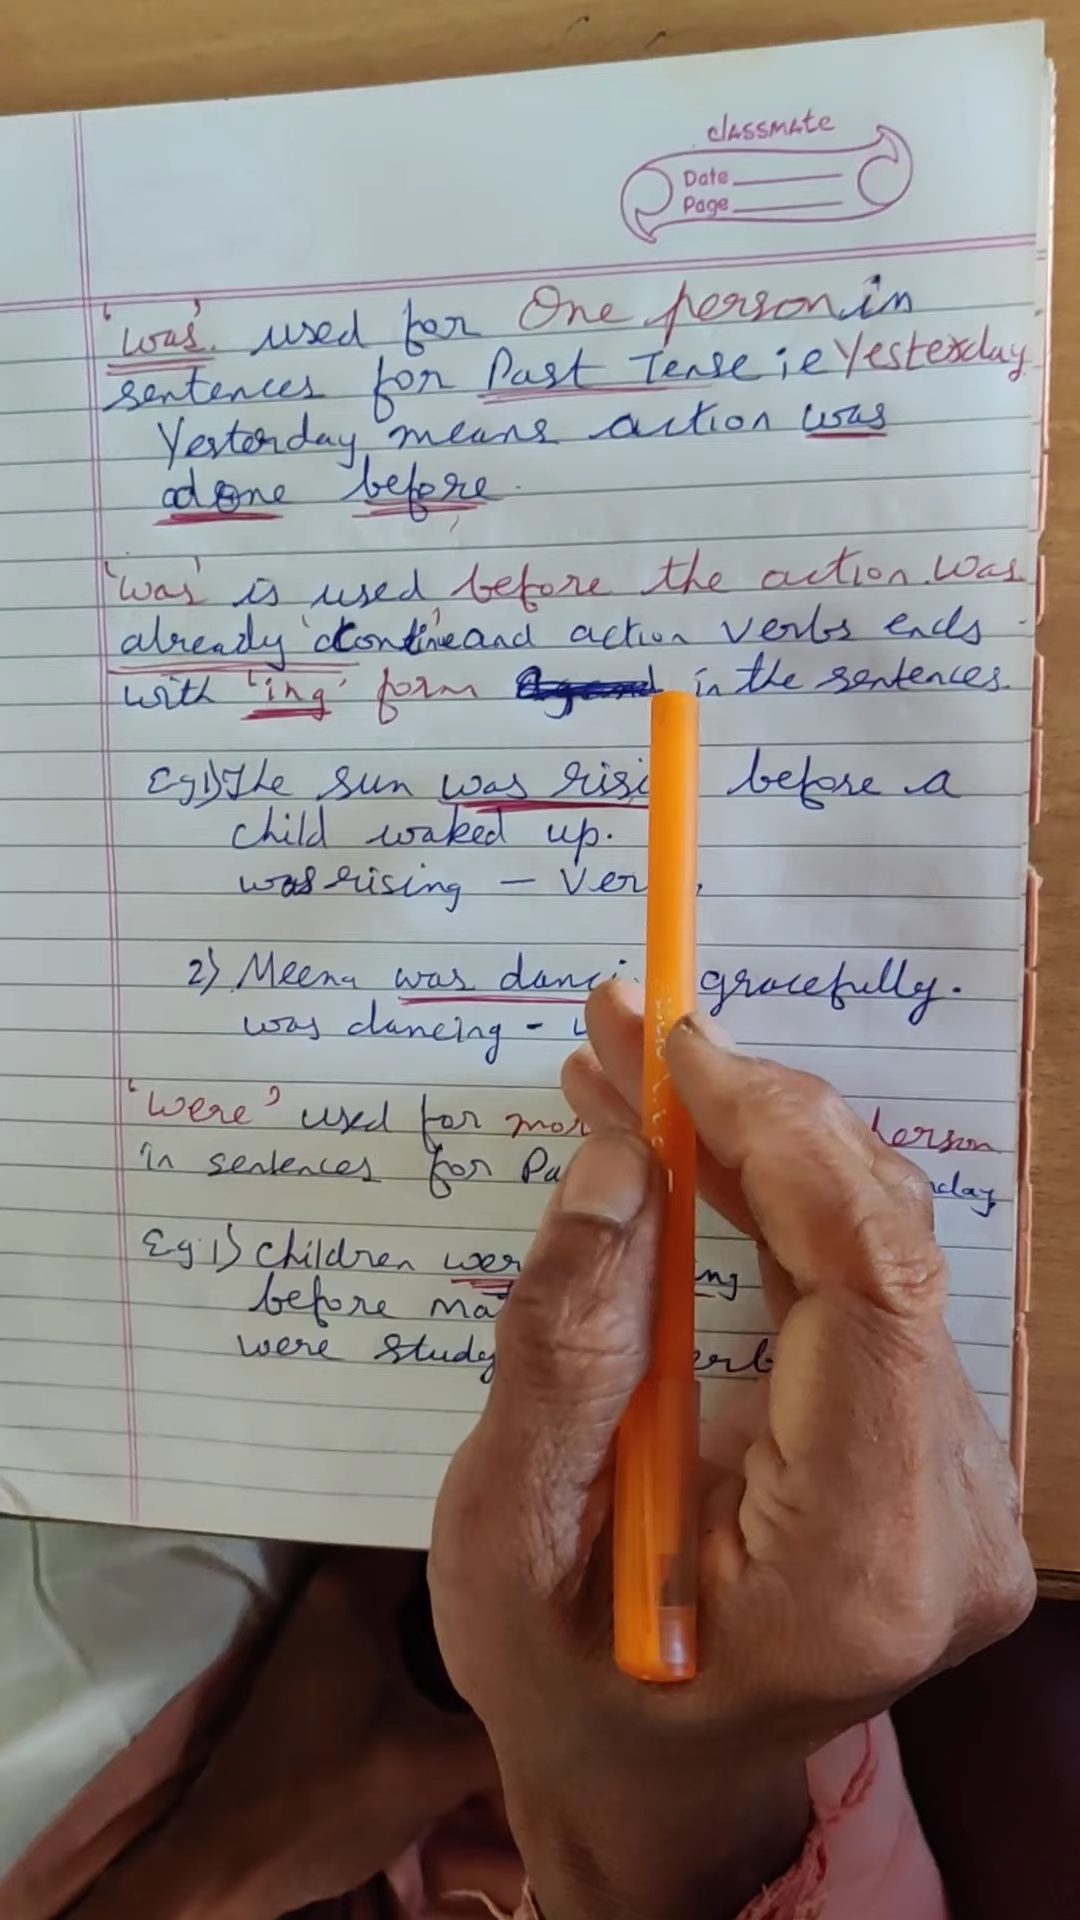 classmate
Date
Page
'was' used for One person in
sentences for Past Tense ie Yesterday
Yesterday means action was
done before.
'was' is used before the action was
already 'continue' and action verbs ends
with 'ing' form in the sentences.
Eg 1) The sun was risi before a
child waked up.
was rising – Ver
2) Meena was danci gracefully.
was dancing -
'were' used for mor person
in sentences for Pa day
Eg 1) Children wer ng
before ma
were study erb